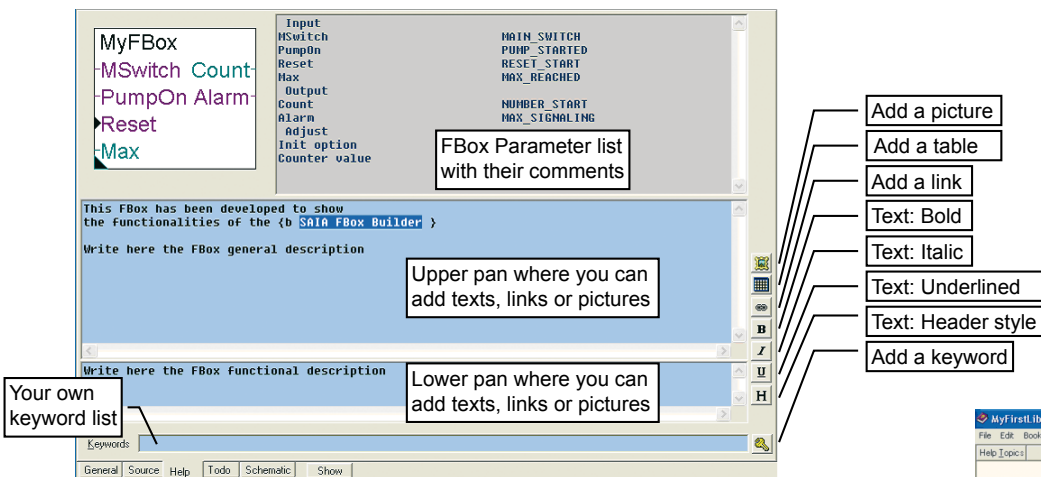 MyFBox
MSwitch Count
PumpOn Alarm
Reset
Max
Input
MSwitch MAIN_SWITCH
PumpOn PUMP_STARTED
Reset RESET_START
Max MAX_REACHED
Output
Count NUMBER_START
Alarm MAX_SIGNALING
Adjust
Init option
Counter value
FBox Parameter list
with their comments
This FBox has been developed to show
the functionalities of the {b SAIA FBox Builder }
Write here the FBox general description
Upper pan where you can
add texts, links or pictures
Write here the FBox functional description
Lower pan where you can
add texts, links or pictures
Your own
keyword list
Keywords
General Source Help Todo Schematic Show
B
I
U
H
Add a picture
Add a table
Add a link
Text: Bold
Text: Italic
Text: Underlined
Text: Header style
Add a keyword
MyFirstLib
File Edit Book
Help Topics